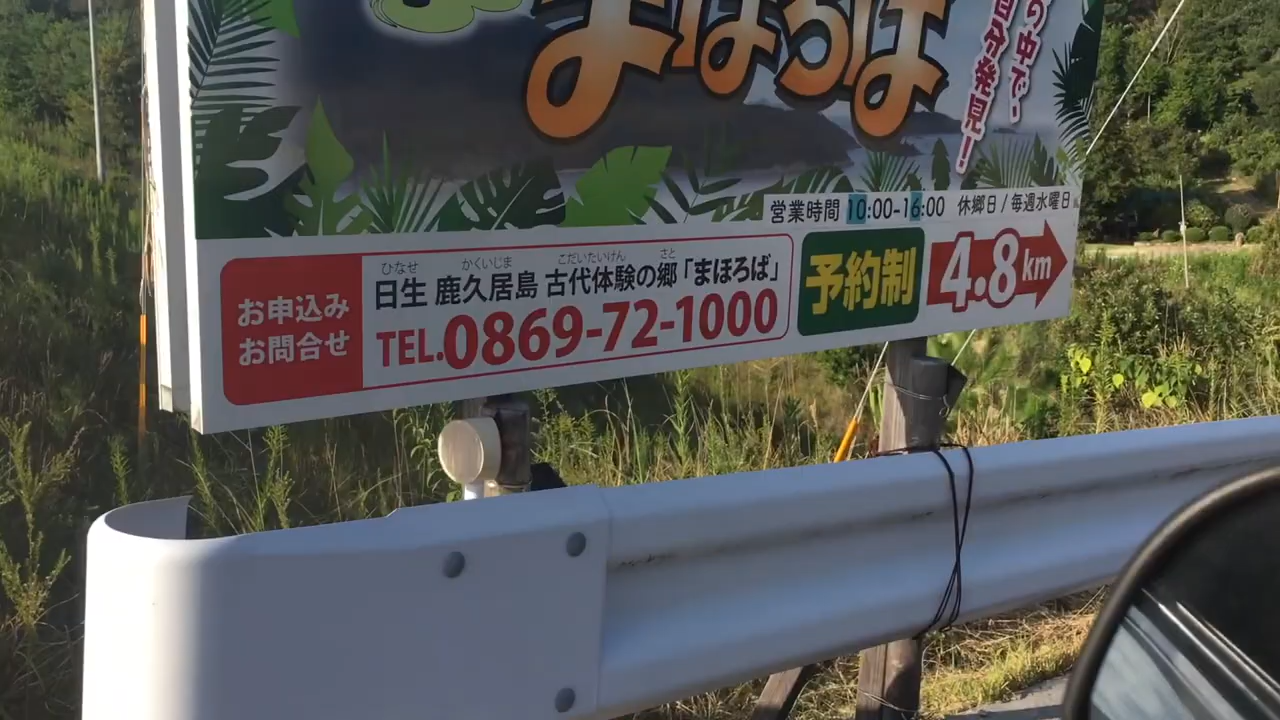 まほろば
の中で、
自分発見！
営業時間 10:00-16:00 休郷日/毎週水曜日
お申込み
お問合せ
ひなせ かくいじま こだいたいけん さと
日生 鹿久居島 古代体験の郷「まほろば」
TEL.0869-72-1000
予約制
4.8km